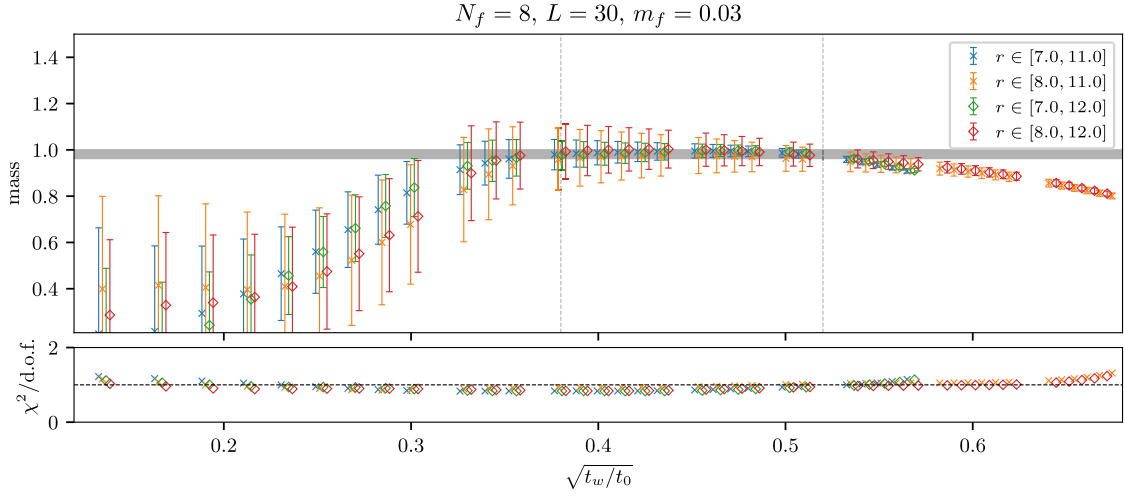 N_f = 8, L = 30, m_f = 0.03
1.4
1.2
1.0
0.8
0.6
0.4
mass
r ∈ [7.0, 11.0]
r ∈ [8.0, 11.0]
r ∈ [7.0, 12.0]
r ∈ [8.0, 12.0]
2
1
0
χ²/d.o.f.
0.2 0.3 0.4 0.5 0.6
√t_w/t_0